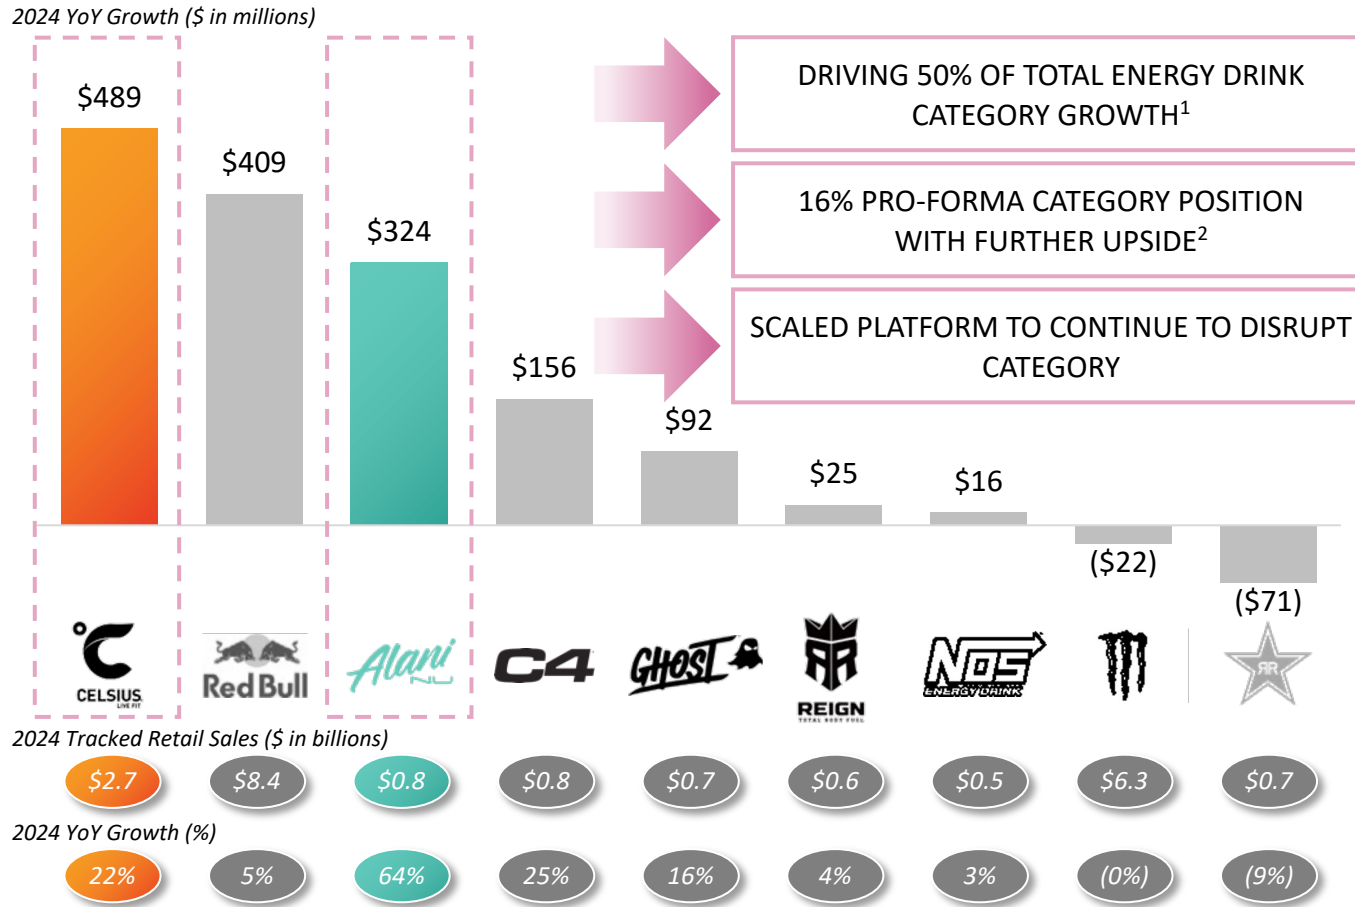 2024 YoY Growth ($ in millions)
$489
$409
$324
$156
$92
$25
$16
($22)
($71)
DRIVING 50% OF TOTAL ENERGY DRINK
CATEGORY GROWTH1
16% PRO-FORMA CATEGORY POSITION
WITH FURTHER UPSIDE2
SCALED PLATFORM TO CONTINUE TO DISRUPT
CATEGORY
CELSIUS
LIVE FIT
Red Bull
Alani
NU
C4
GHOST
REIGN
TOTAL BODY FUEL
NOS
ENERGY DRINK
2024 Tracked Retail Sales ($ in billions)
$2.7 $8.4 $0.8 $0.8 $0.7 $0.6 $0.5 $6.3 $0.7
2024 YoY Growth (%)
22% 5% 64% 25% 16% 4% 3% (0%) (9%)